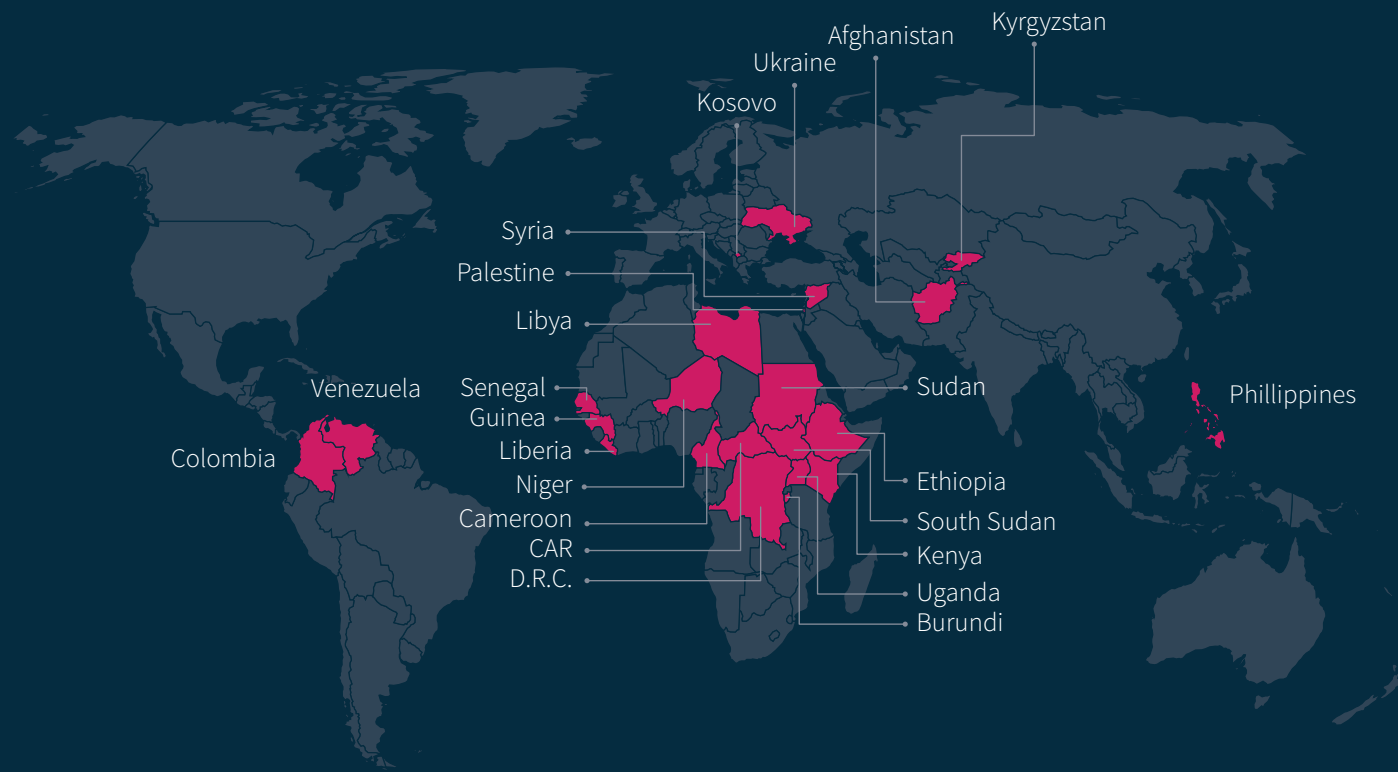 Kyrgyzstan
Afghanistan
Ukraine
Kosovo
Syria
Palestine
Libya
Venezuela
Senegal
Sudan
Phillippines
Guinea
Colombia
Liberia
Niger
Ethiopia
Cameroon
South Sudan
CAR
Kenya
D.R.C.
Uganda
Burundi